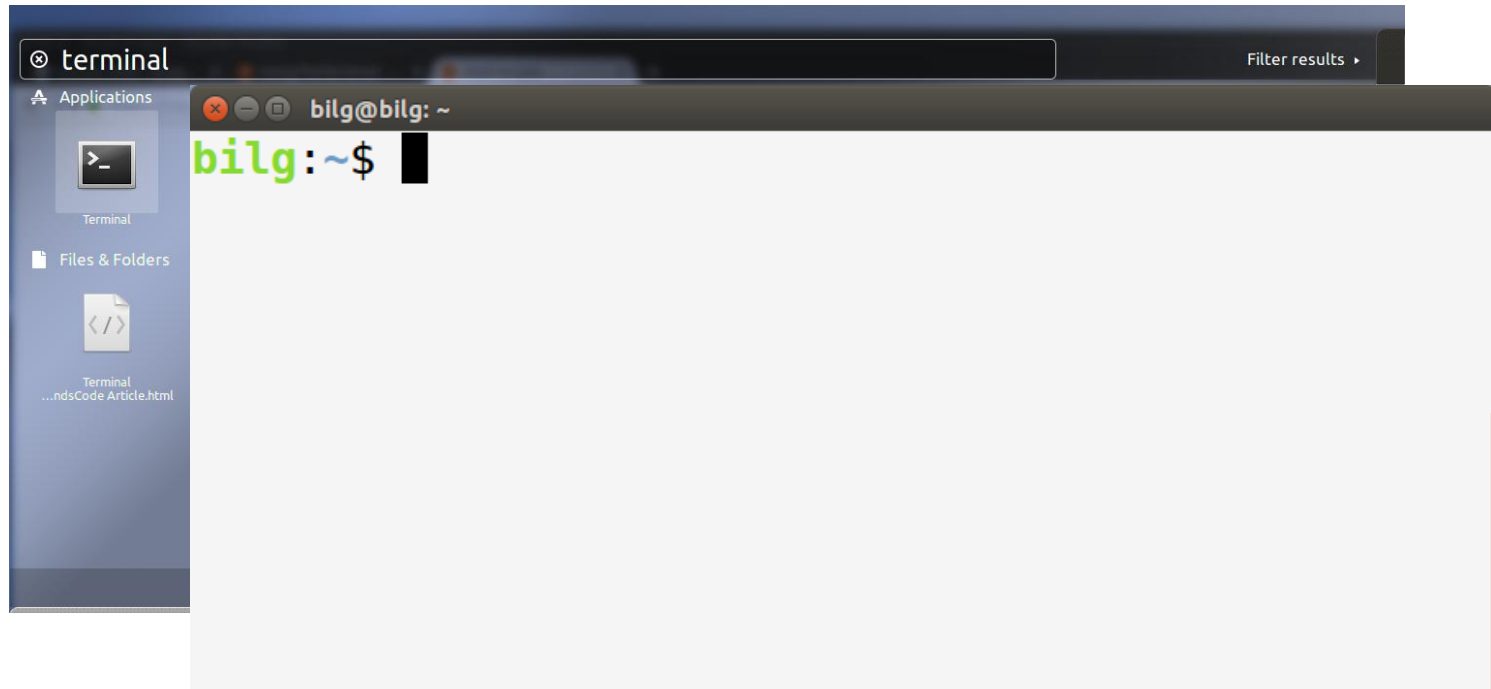 terminal
Filter results ▸
Applications
bilg@bilg: ~
bilg:~$
>_
Terminal
Files & Folders
</>
Terminal
...ndsCode Article.html